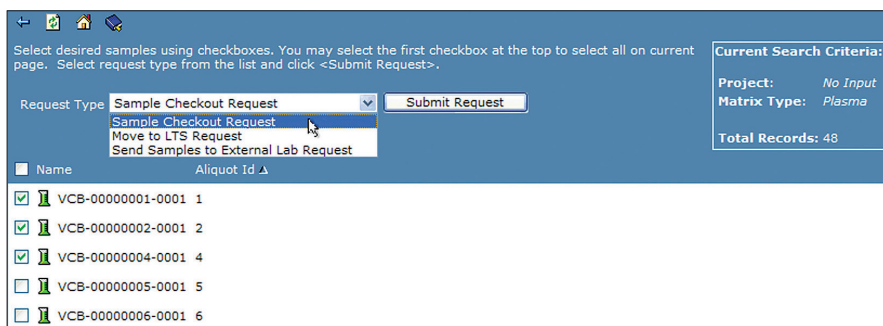 Select desired samples using checkboxes. You may select the first checkbox at the top to select all on current
page. Select request type from the list and click <Submit Request>.
Current Search Criteria:
Project: No Input
Matrix Type: Plasma
Total Records: 48
Request Type Sample Checkout Request Submit Request
Sample Checkout Request
Move to LTS Request
Send Samples to External Lab Request
Name Aliquot Id
VCB-00000001-0001 1
VCB-00000002-0001 2
VCB-00000004-0001 4
VCB-00000005-0001 5
VCB-00000006-0001 6